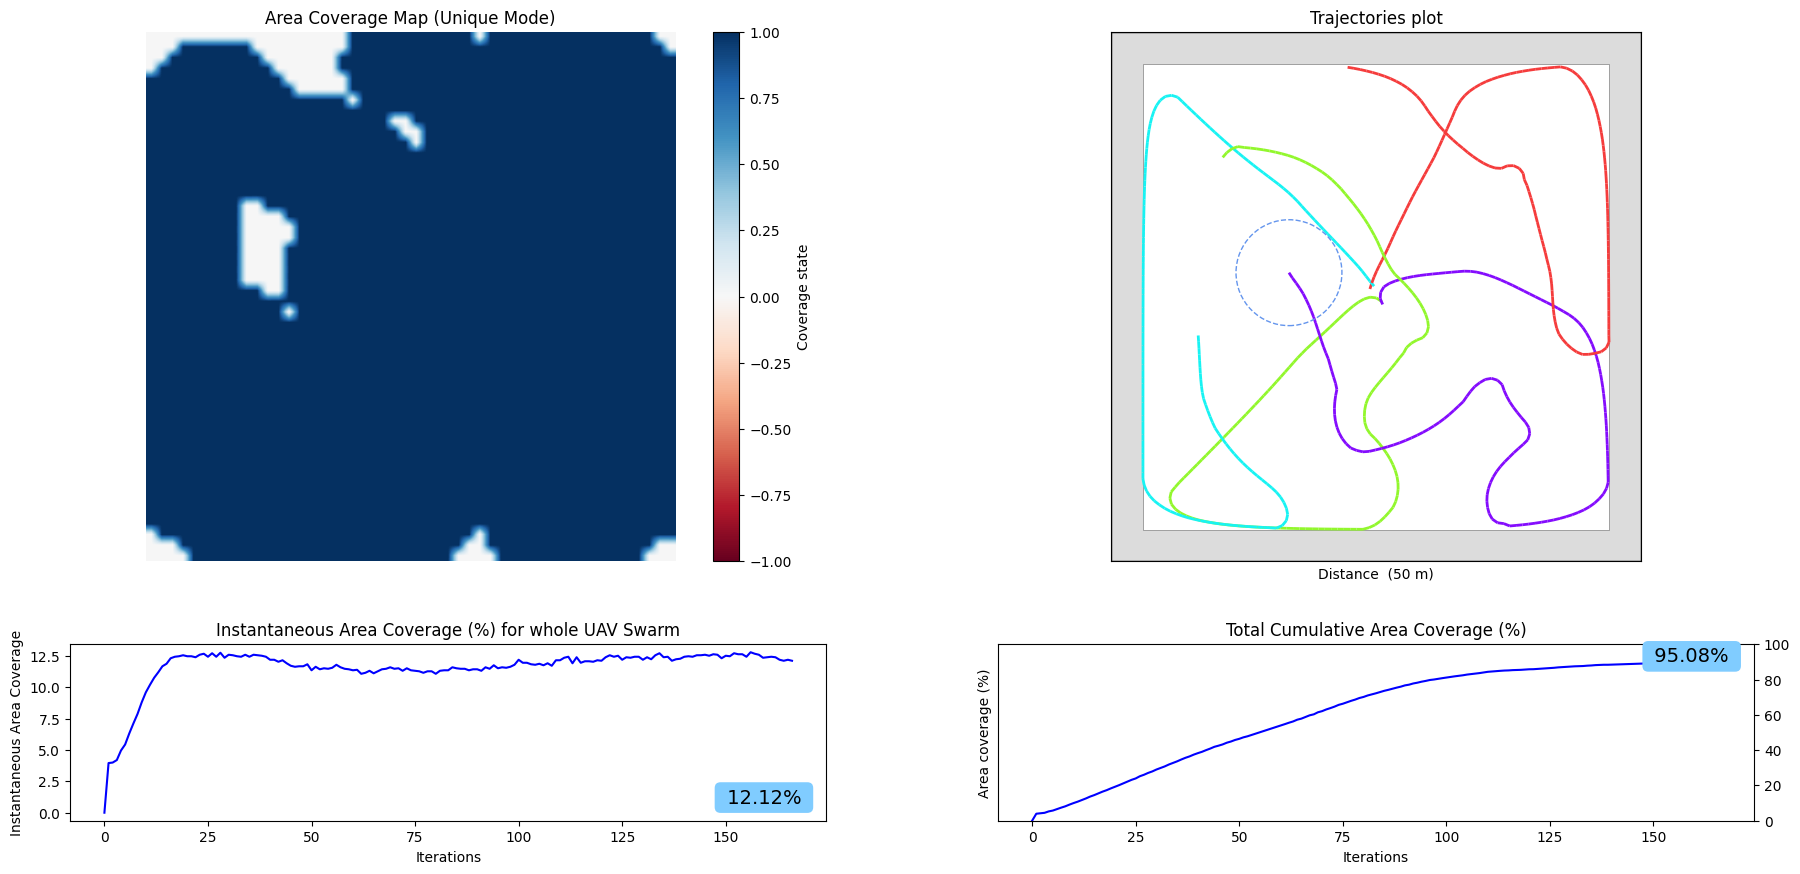 Area Coverage Map (Unique Mode)
1.00
0.75
0.50
0.25
0.00
−0.25
−0.50
−0.75
−1.00
Coverage state
Trajectories plot
Distance  (50 m)
Instantaneous Area Coverage (%) for whole UAV Swarm
Instantaneous Area Coverage
12.5
10.0
7.5
5.0
2.5
0.0
12.12%
0 25 50 75 100 125 150
Iterations
Total Cumulative Area Coverage (%)
Area coverage (%)
95.08%
100
80
60
40
20
0
0 25 50 75 100 125 150
Iterations